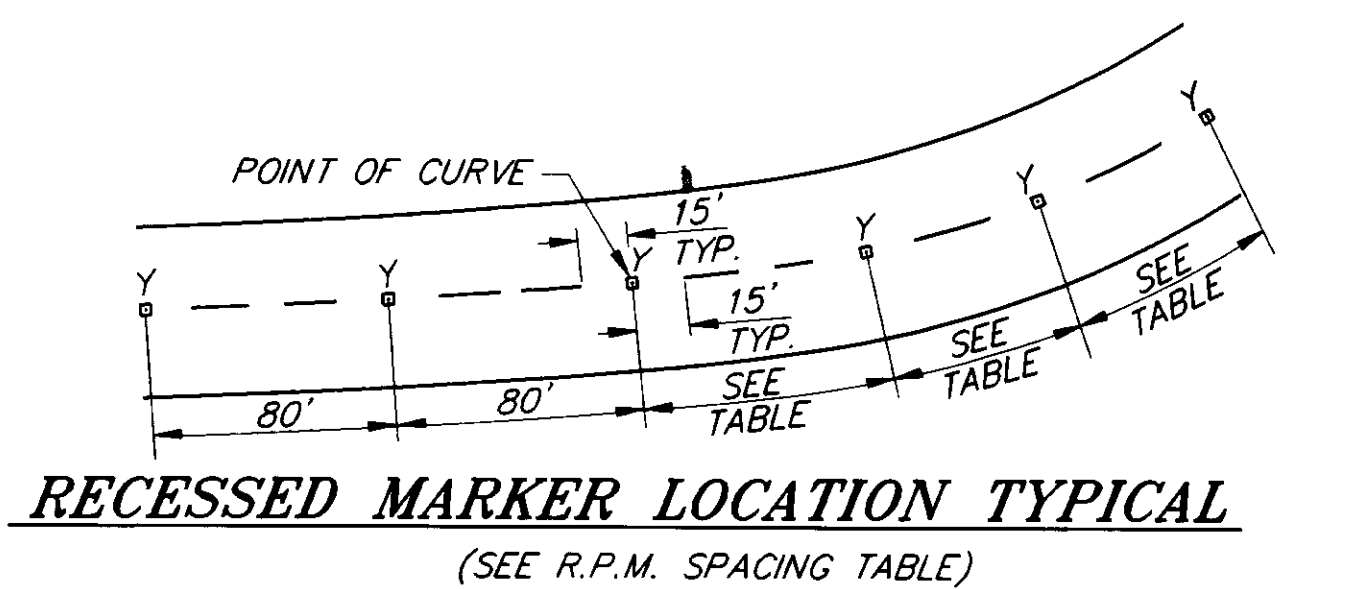 POINT OF CURVE
15'
TYP.
Y
Y
Y
Y
Y
Y
15'
TYP.
80'
80'
SEE
TABLE
SEE
TABLE
SEE
TABLE
RECESSED MARKER LOCATION TYPICAL
(SEE R.P.M. SPACING TABLE)